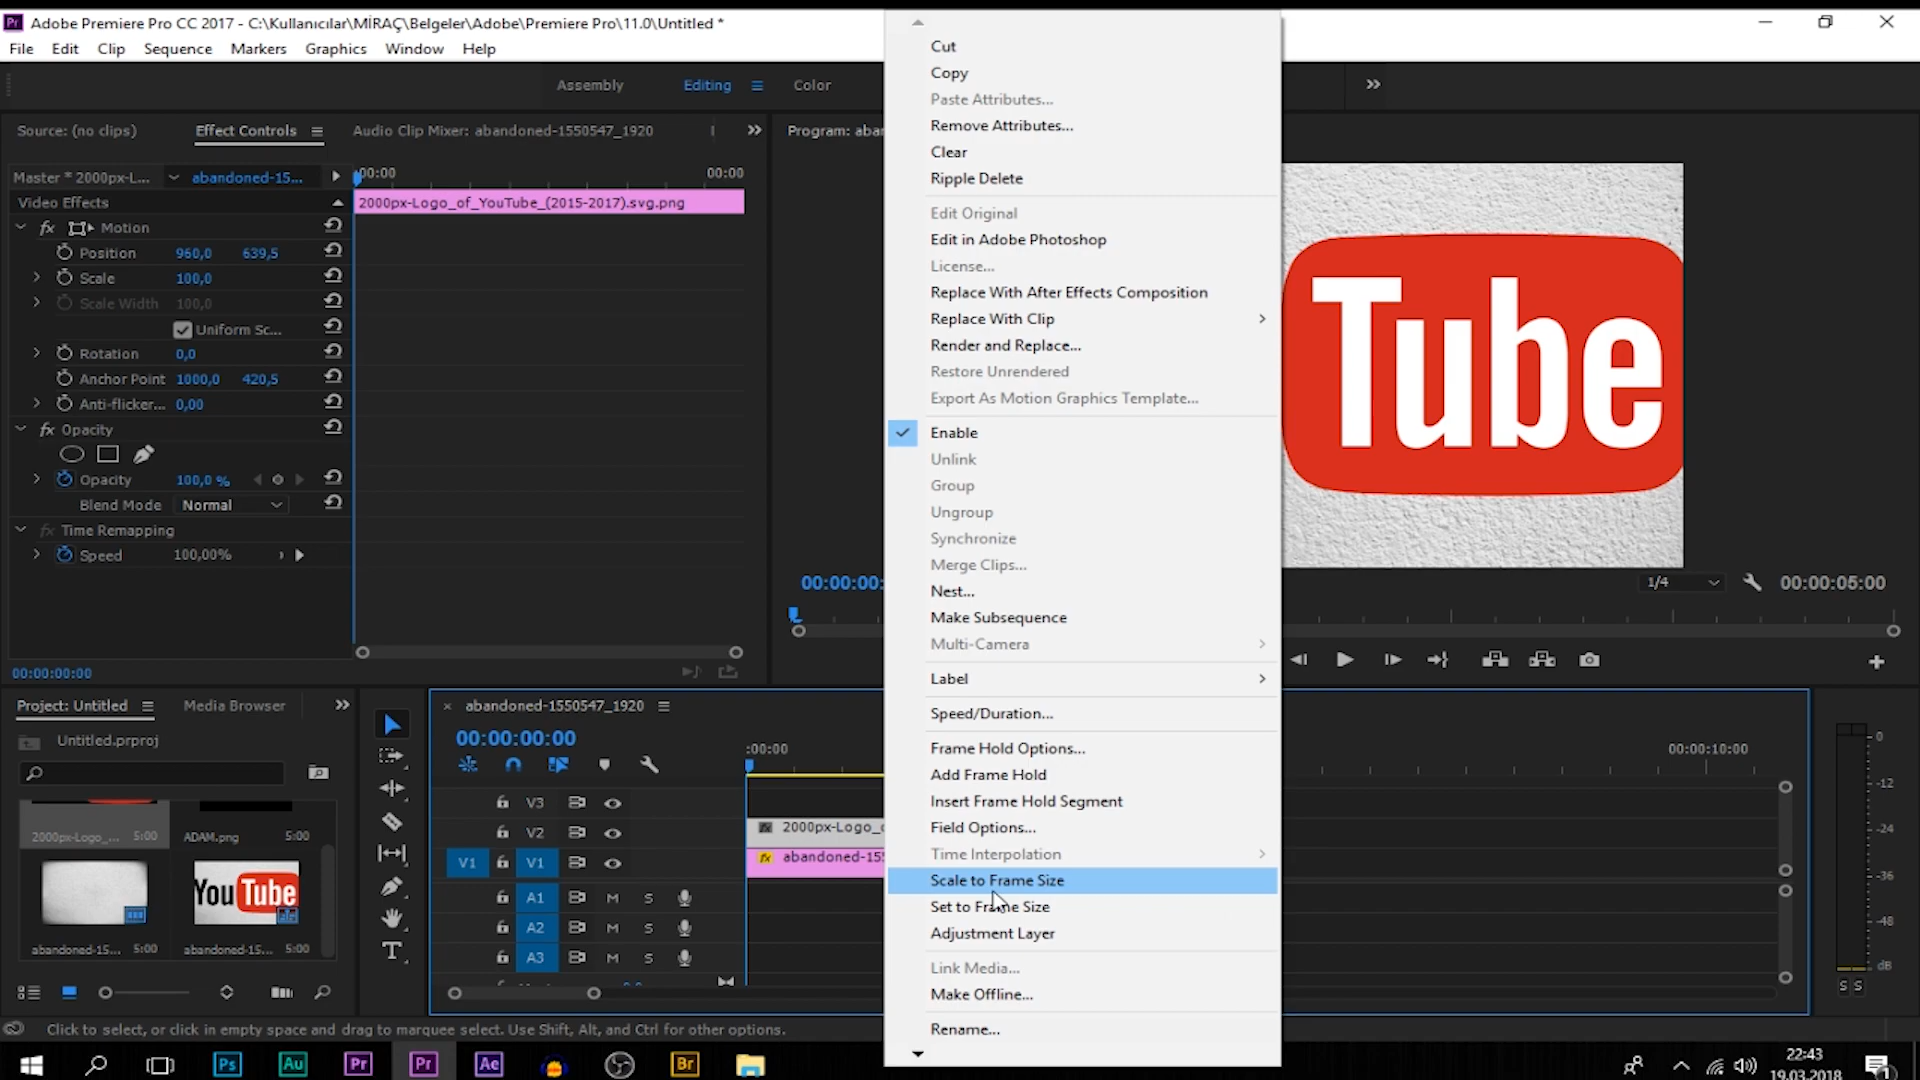 Adobe Premiere Pro CC 2017 - C:\Kullanıcılar\MİRAÇ\Belgeler\Adobe\Premiere Pro\11.0\Untitled *
File Edit Clip Sequence Markers Graphics Window Help
Assembly Editing Color
Source: (no clips) Effect Controls Audio Clip Mixer: abandoned-1550547_1920 Program: aban
Master * 2000px-L... abandoned-15... :00:00 00:00
Video Effects 2000px-Logo_of_YouTube_(2015-2017).svg.png
fx Motion
Position 960,0 639,5
Scale 100,0
Scale Width 100,0
Uniform Sc...
Rotation 0,0
Anchor Point 1000,0 420,5
Anti-flicker... 0,00
fx Opacity
Opacity 100,0 %
Blend Mode Normal
fx Time Remapping
Speed 100,00%
00:00:00:00
Cut
Copy
Paste Attributes...
Remove Attributes...
Clear
Ripple Delete
Edit Original
Edit in Adobe Photoshop
License...
Replace With After Effects Composition
Replace With Clip
Render and Replace...
Restore Unrendered
Export As Motion Graphics Template...
Enable
Unlink
Group
Ungroup
Synchronize
Merge Clips...
Nest...
Make Subsequence
Multi-Camera
Label
Speed/Duration...
Frame Hold Options...
Add Frame Hold
Insert Frame Hold Segment
Field Options...
Time Interpolation
Scale to Frame Size
Set to Frame Size
Adjustment Layer
Link Media...
Make Offline...
Rename...
Tube
00:00:00: 1/4 00:00:05:00
Project: Untitled Media Browser
Untitled.prproj
2000px-Logo_... 5:00 ADAM.png 5:00
You Tube
abandoned-15... 5:00 abandoned-15... 5:00
abandoned-1550547_1920
00:00:00:00
:00:00 00:00:10:00
V3
V2 2000px-Logo_o
V1 V1 fx abandoned-155
A1 M S
A2 M S
A3 M S
0
-12
-24
-36
-48
dB
S S
Click to select, or click in empty space and drag to marquee select. Use Shift, Alt, and Ctrl for other options.
Ps Au Pr Pr Ae Br
22:43
19.03.2018
1